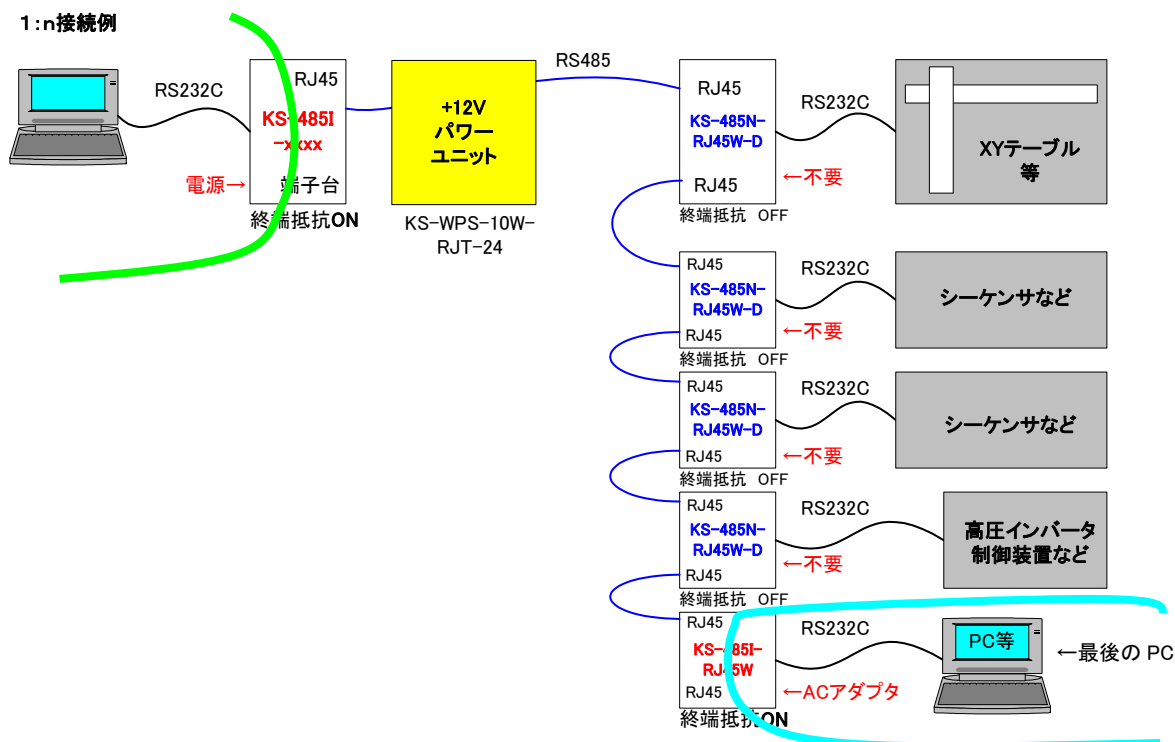 1:n接続例
RS232C
RJ45
KS-485I
-xxxx
電源→
端子台
終端抵抗ON
+12V
パワー
ユニット
KS-WPS-10W-
RJT-24
RS485
RJ45
KS-485N-
RJ45W-D
RJ45
終端抵抗 OFF
RS232C
←不要
XYテーブル
等
RJ45
KS-485N-
RJ45W-D
RJ45
終端抵抗 OFF
RS232C
←不要
シーケンサなど
RJ45
KS-485N-
RJ45W-D
RJ45
終端抵抗 OFF
RS232C
←不要
シーケンサなど
RJ45
KS-485N-
RJ45W-D
RJ45
終端抵抗 OFF
RS232C
←不要
高圧インバータ
制御装置など
RJ45
KS-485I-
RJ45W
RJ45
終端抵抗ON
RS232C
←ACアダプタ
PC等
←最後の PC